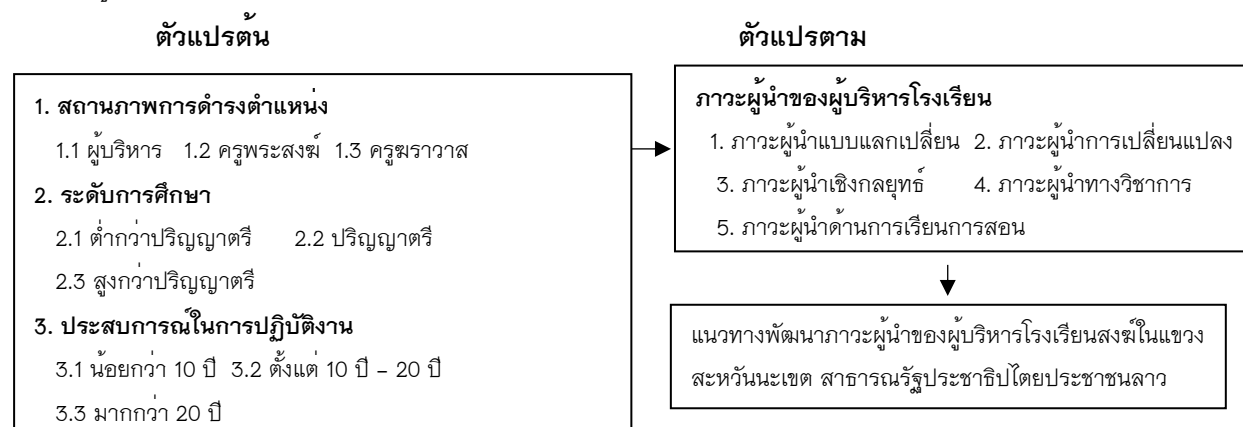 ตัวแปรต้น
ตัวแปรตาม
1. สถานภาพการดำรงตำแหน่ง
1.1 ผู้บริหาร 1.2 ครูพระสงฆ์ 1.3 ครูฆราวาส
2. ระดับการศึกษา
2.1 ต่ำกว่าปริญญาตรี 2.2 ปริญญาตรี
2.3 สูงกว่าปริญญาตรี
3. ประสบการณ์ในการปฏิบัติงาน
3.1 น้อยกว่า 10 ปี 3.2 ตั้งแต่ 10 ปี – 20 ปี
3.3 มากกว่า 20 ปี
ภาวะผู้นำของผู้บริหารโรงเรียน
1. ภาวะผู้นำแบบแลกเปลี่ยน 2. ภาวะผู้นำการเปลี่ยนแปลง
3. ภาวะผู้นำเชิงกลยุทธ์ 4. ภาวะผู้นำทางวิชาการ
5. ภาวะผู้นำด้านการเรียนการสอน
แนวทางพัฒนาภาวะผู้นำของผู้บริหารโรงเรียนสงฆ์ในแขวง
สะหวันนะเขต สาธารณรัฐประชาธิปไตยประชาชนลาว